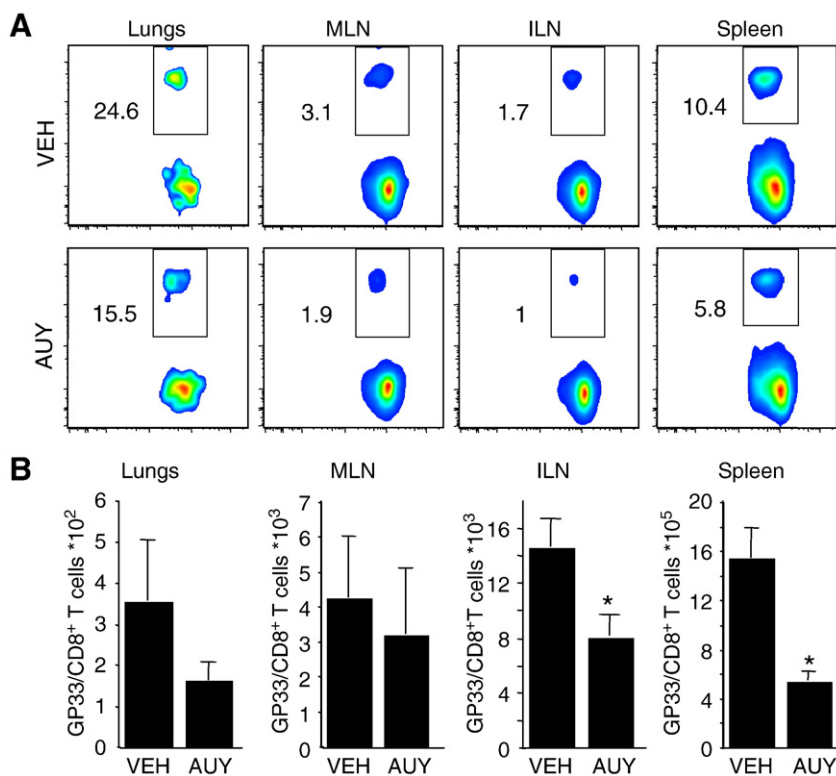 A
Lungs MLN ILN Spleen
VEH
24.6 3.1 1.7 10.4
AUY
15.5 1.9 1 5.8
B
Lungs MLN ILN Spleen
GP33/CD8⁺ T cells *10²
6
5
4
3
2
1
0
VEH AUY
GP33/CD8⁺ T cells *10³
7
6
5
4
3
2
1
0
VEH AUY
GP33/CD8⁺T cells *10³
16
12
8
4
0
*
VEH AUY
GP33/CD8⁺ T cells *10⁵
20
16
12
8
4
0
*
VEH AUY